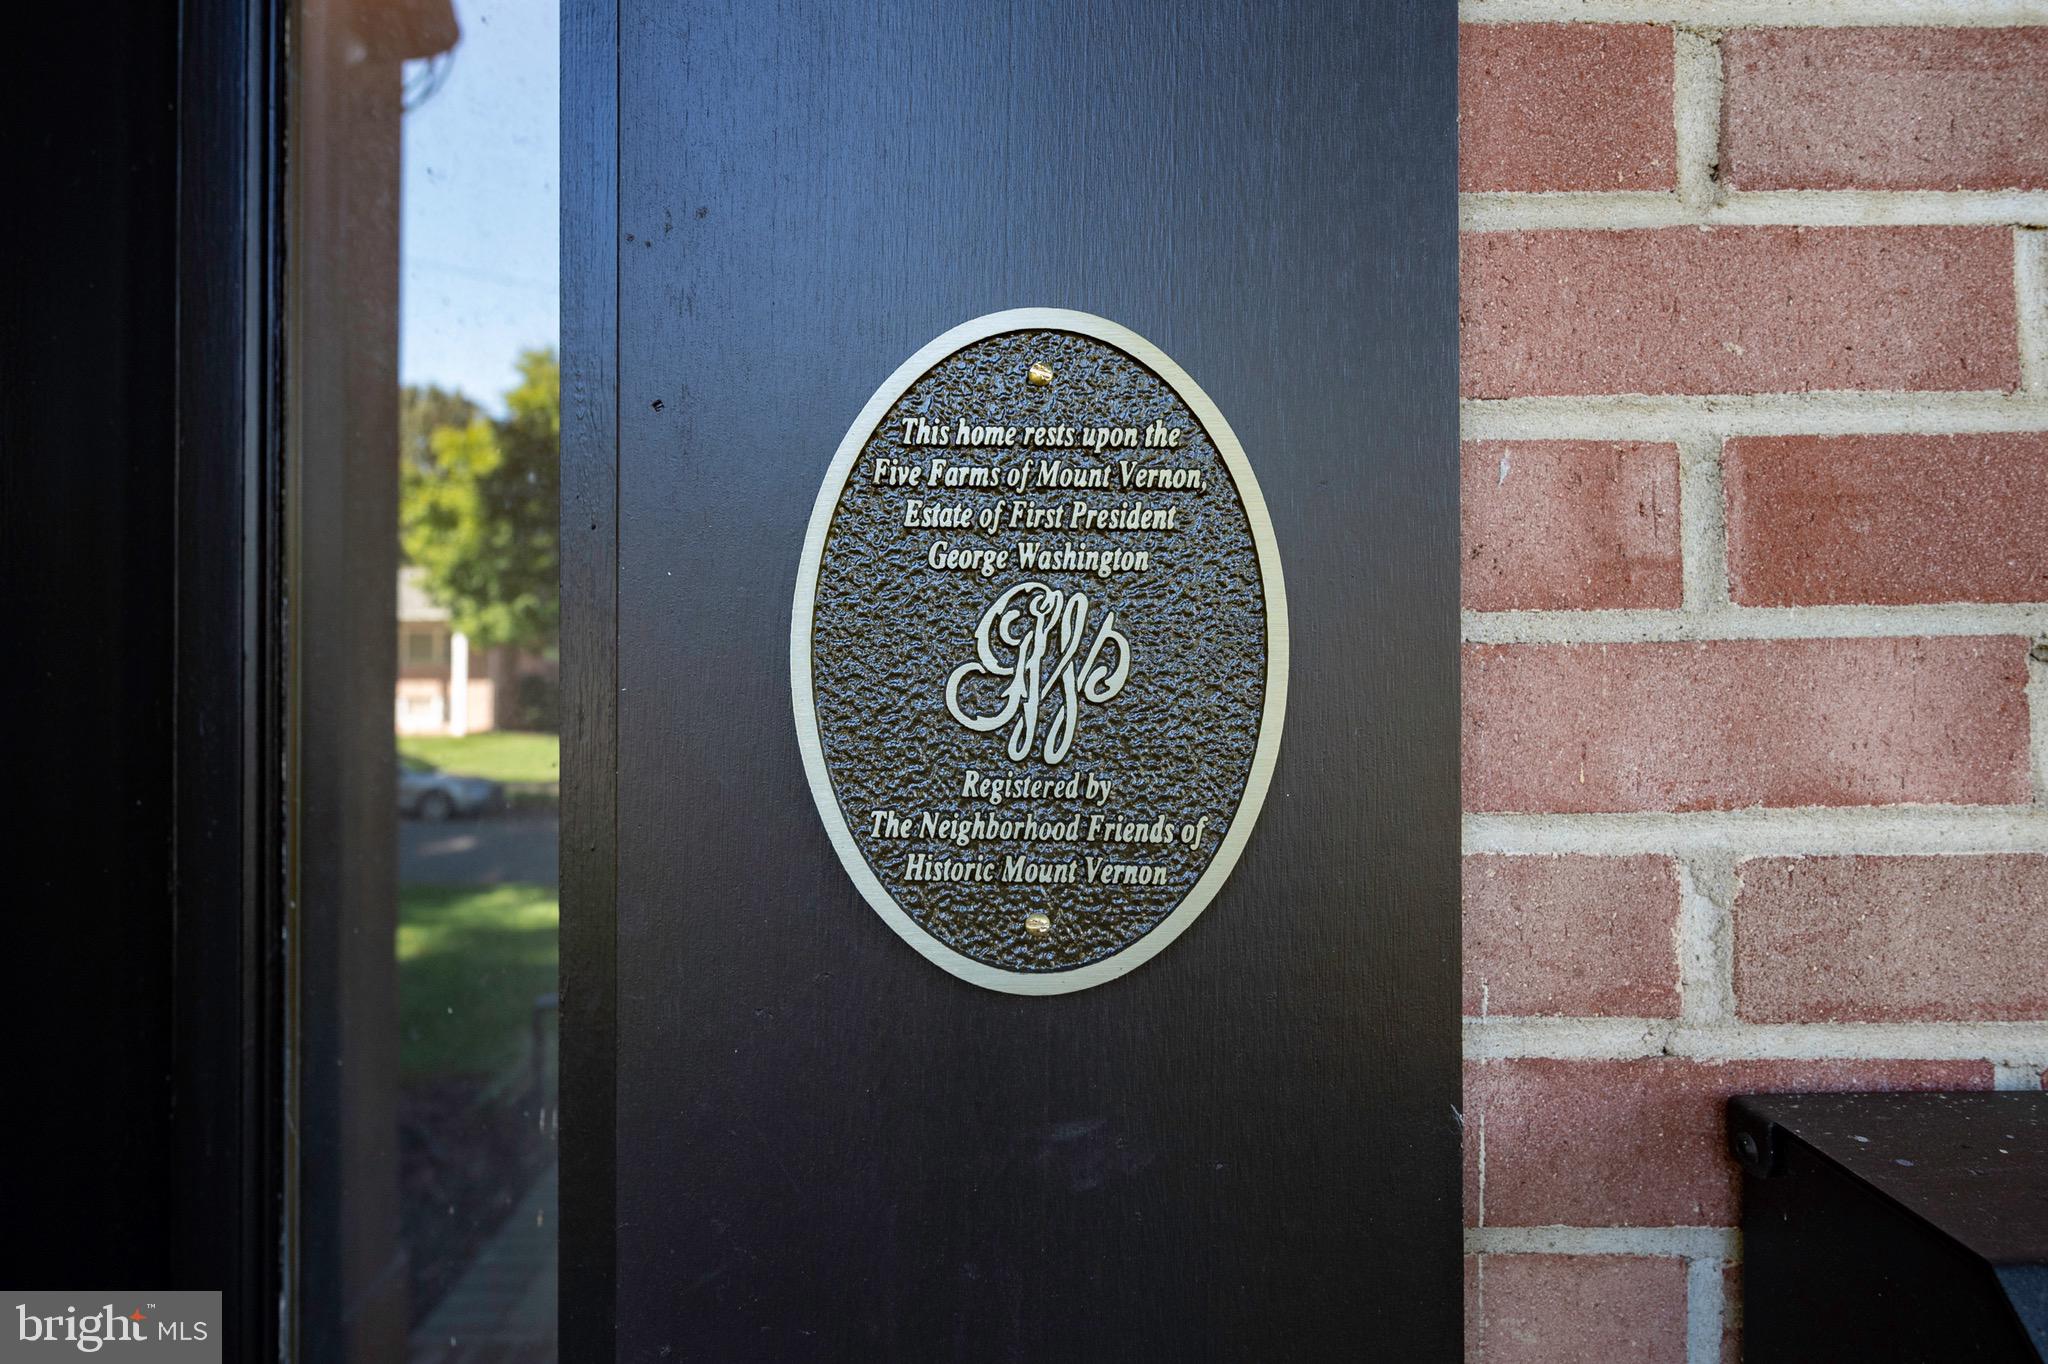 This home rests upon the
Five Farms of Mount Vernon,
Estate of First President
George Washington
Registered by
The Neighborhood Friends of
Historic Mount Vernon
bright™ MLS